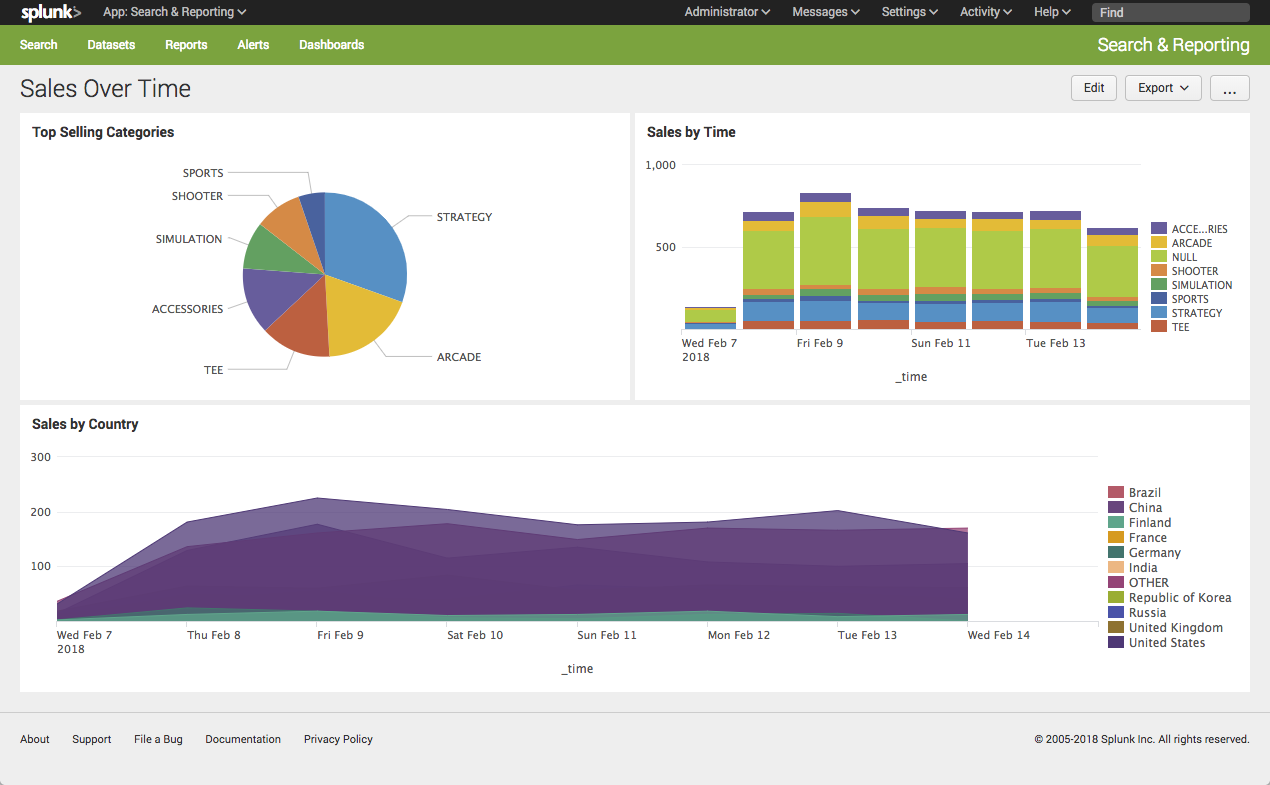 splunk> App: Search & Reporting Administrator Messages Settings Activity Help Find
Search Datasets Reports Alerts Dashboards Search & Reporting
Sales Over Time Edit Export ...
Top Selling Categories
SPORTS
SHOOTER
STRATEGY
SIMULATION
ACCESSORIES
ARCADE
TEE
Sales by Time
1,000
500
Wed Feb 7 Fri Feb 9 Sun Feb 11 Tue Feb 13
2018
_time
ACCE...RIES
ARCADE
NULL
SHOOTER
SIMULATION
SPORTS
STRATEGY
TEE
Sales by Country
300
200
100
Wed Feb 7 Thu Feb 8 Fri Feb 9 Sat Feb 10 Sun Feb 11 Mon Feb 12 Tue Feb 13 Wed Feb 14
2018
_time
Brazil
China
Finland
France
Germany
India
OTHER
Republic of Korea
Russia
United Kingdom
United States
About Support File a Bug Documentation Privacy Policy © 2005-2018 Splunk Inc. All rights reserved.